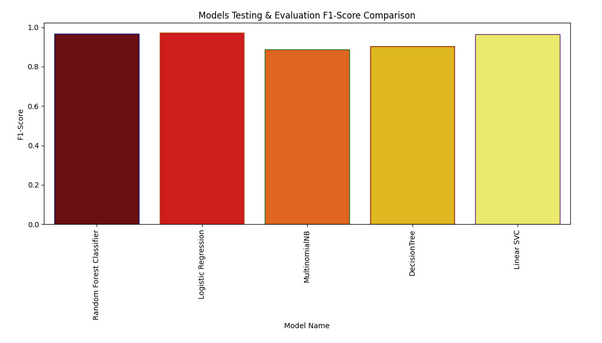 Models Testing & Evaluation F1-Score Comparison
1.0
0.8
0.6
0.4
0.2
0.0
F1-Score
Random Forest Classifier
Logistic Regression
MultinomialNB
DecisionTree
Linear SVC
Model Name